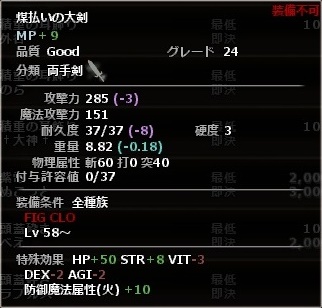 煤払いの大剣 装備不可
MP+9
品質 Good グレード 24
分類 両手剣
攻撃力 285 (-3)
魔法攻撃力 151
耐久度 37/37 (-8) 硬度 3
重量 8.82 (-0.18)
物理属性 斬60 打0 突40
付与許容値 0/37
装備条件 全種族
FIG CLO
Lv 58～
特殊効果 HP+50 STR+8 VIT-3
DEX-2 AGI-2
防御魔法属性(火) +10